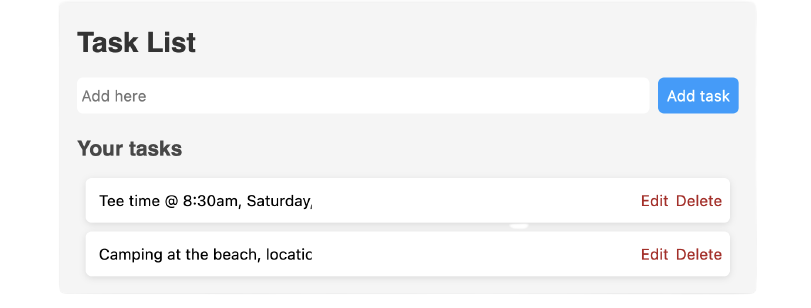 Task List
Add here
Add task
Your tasks
Tee time @ 8:30am, Saturday,
Edit Delete
Camping at the beach, locatic
Edit Delete